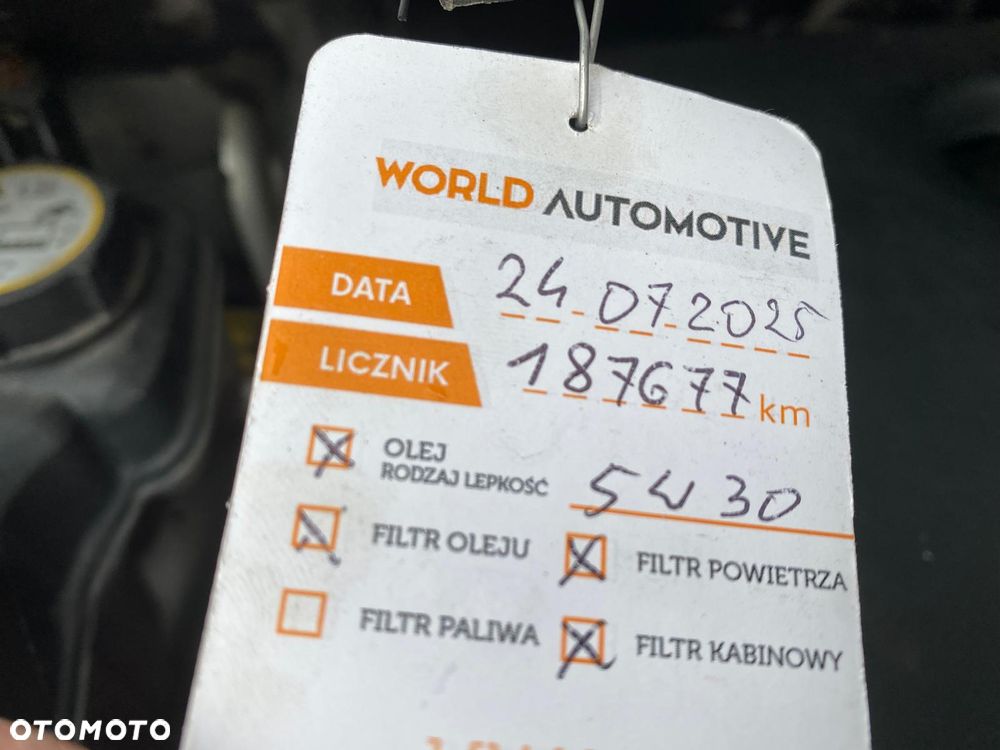 WORLD AUTOMOTIVE
DATA 24.07.2025
LICZNIK 187677 km
OLEJ
RODZAJ LEPKOŚĆ 5W30
FILTR OLEJU FILTR POWIETRZA
FILTR PALIWA FILTR KABINOWY
OTOMOTO